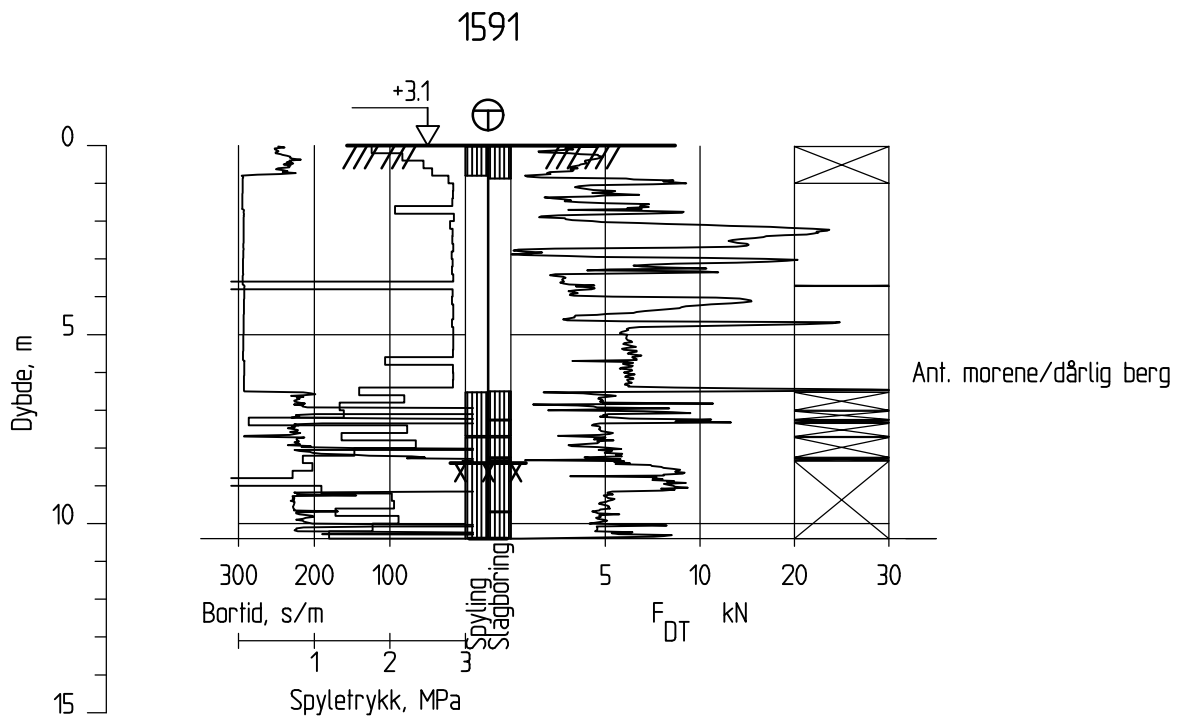 1591
+3.1
0
5
10
15
Dybde, m
Ant. morene/dårlig berg
300 200 100
5 10 20 30
Bortid, s/m
Spyling
Slagboring
F DT kN
1 2 3
Spyletrykk, MPa